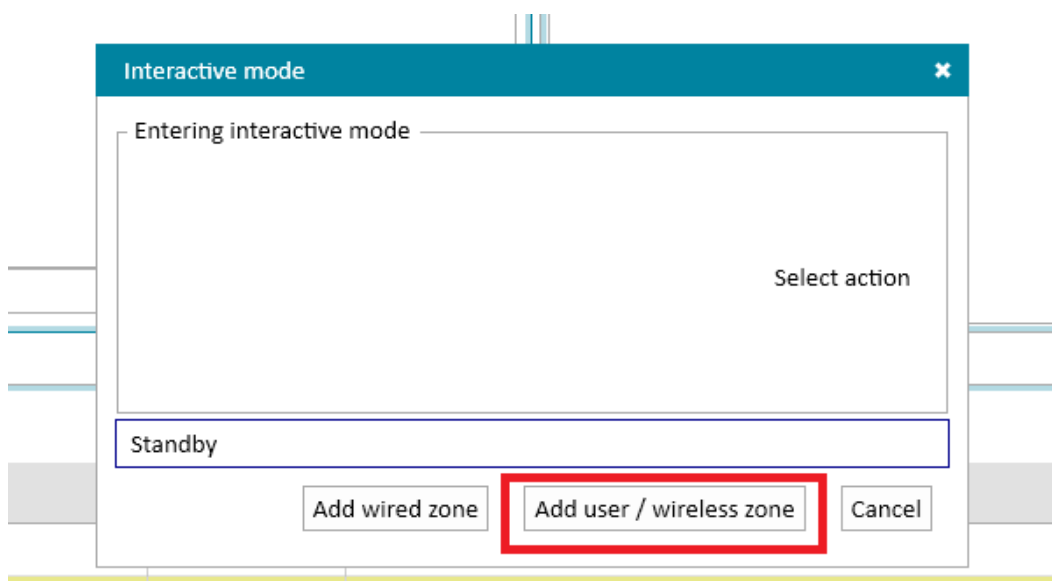 Interactive mode
Entering interactive mode
Select action
Standby
Add wired zone
Add user / wireless zone
Cancel